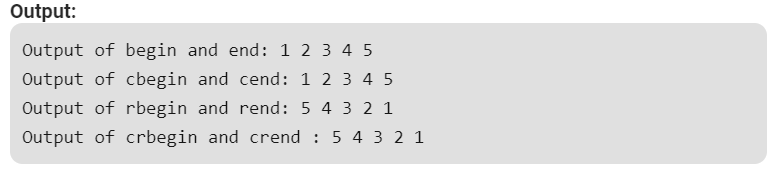 Output:
Output of begin and end: 1 2 3 4 5
Output of cbegin and cend: 1 2 3 4 5
Output of rbegin and rend: 5 4 3 2 1
Output of crbegin and crend : 5 4 3 2 1